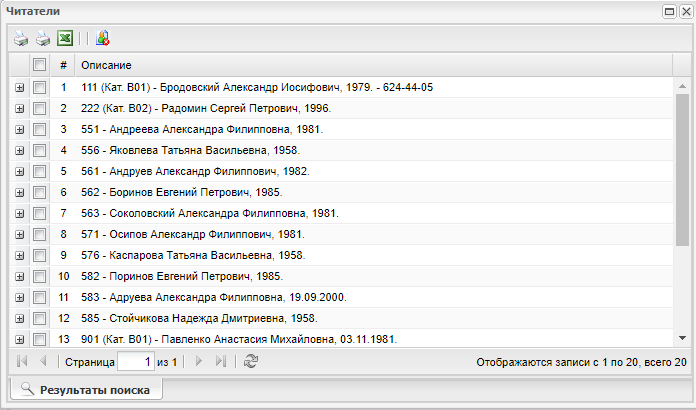 Читатели
# Описание
1 111 (Кат. В01) - Бродовский Александр Иосифович, 1979. - 624-44-05
2 222 (Кат. В02) - Радомин Сергей Петрович, 1996.
3 551 - Андреева Александра Филипповна, 1981.
4 556 - Яковлева Татьяна Васильевна, 1958.
5 561 - Андруев Александр Филиппович, 1982.
6 562 - Боринов Евгений Петрович, 1985.
7 563 - Соколовский Александра Филипповна, 1981.
8 571 - Осипов Александр Филиппович, 1981.
9 576 - Каспарова Татьяна Васильевна, 1958.
10 582 - Поринов Евгений Петрович, 1985.
11 583 - Адруева Александра Филипповна, 19.09.2000.
12 585 - Стойчикова Надежда Дмитриевна, 1958.
13 901 (Кат. В01) - Павленко Анастасия Михайловна, 03.11.1981.
Страница 1 из 1 Отображаются записи с 1 по 20, всего 20
Результаты поиска